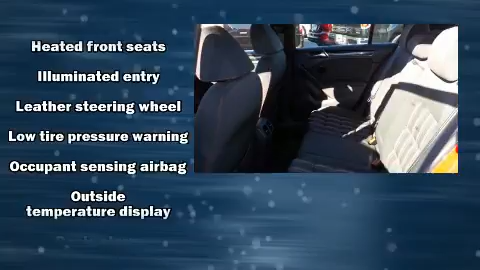 Heated front seats
Illuminated entry
Leather steering wheel
Low tire pressure warning
Occupant sensing airbag
Outside
temperature display